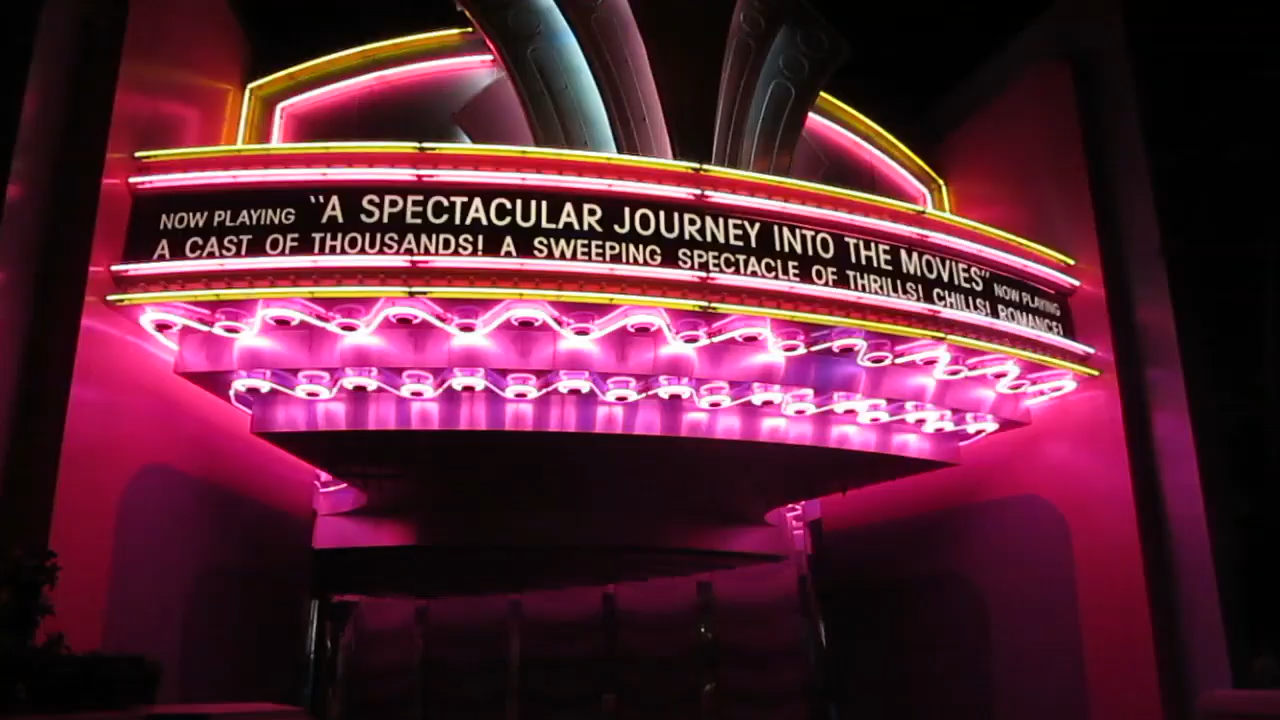 NOW PLAYING "A SPECTACULAR JOURNEY INTO THE MOVIES" NOW PLAYING
A CAST OF THOUSANDS! A SWEEPING SPECTACLE OF THRILLS! CHILLS! ROMANCE!